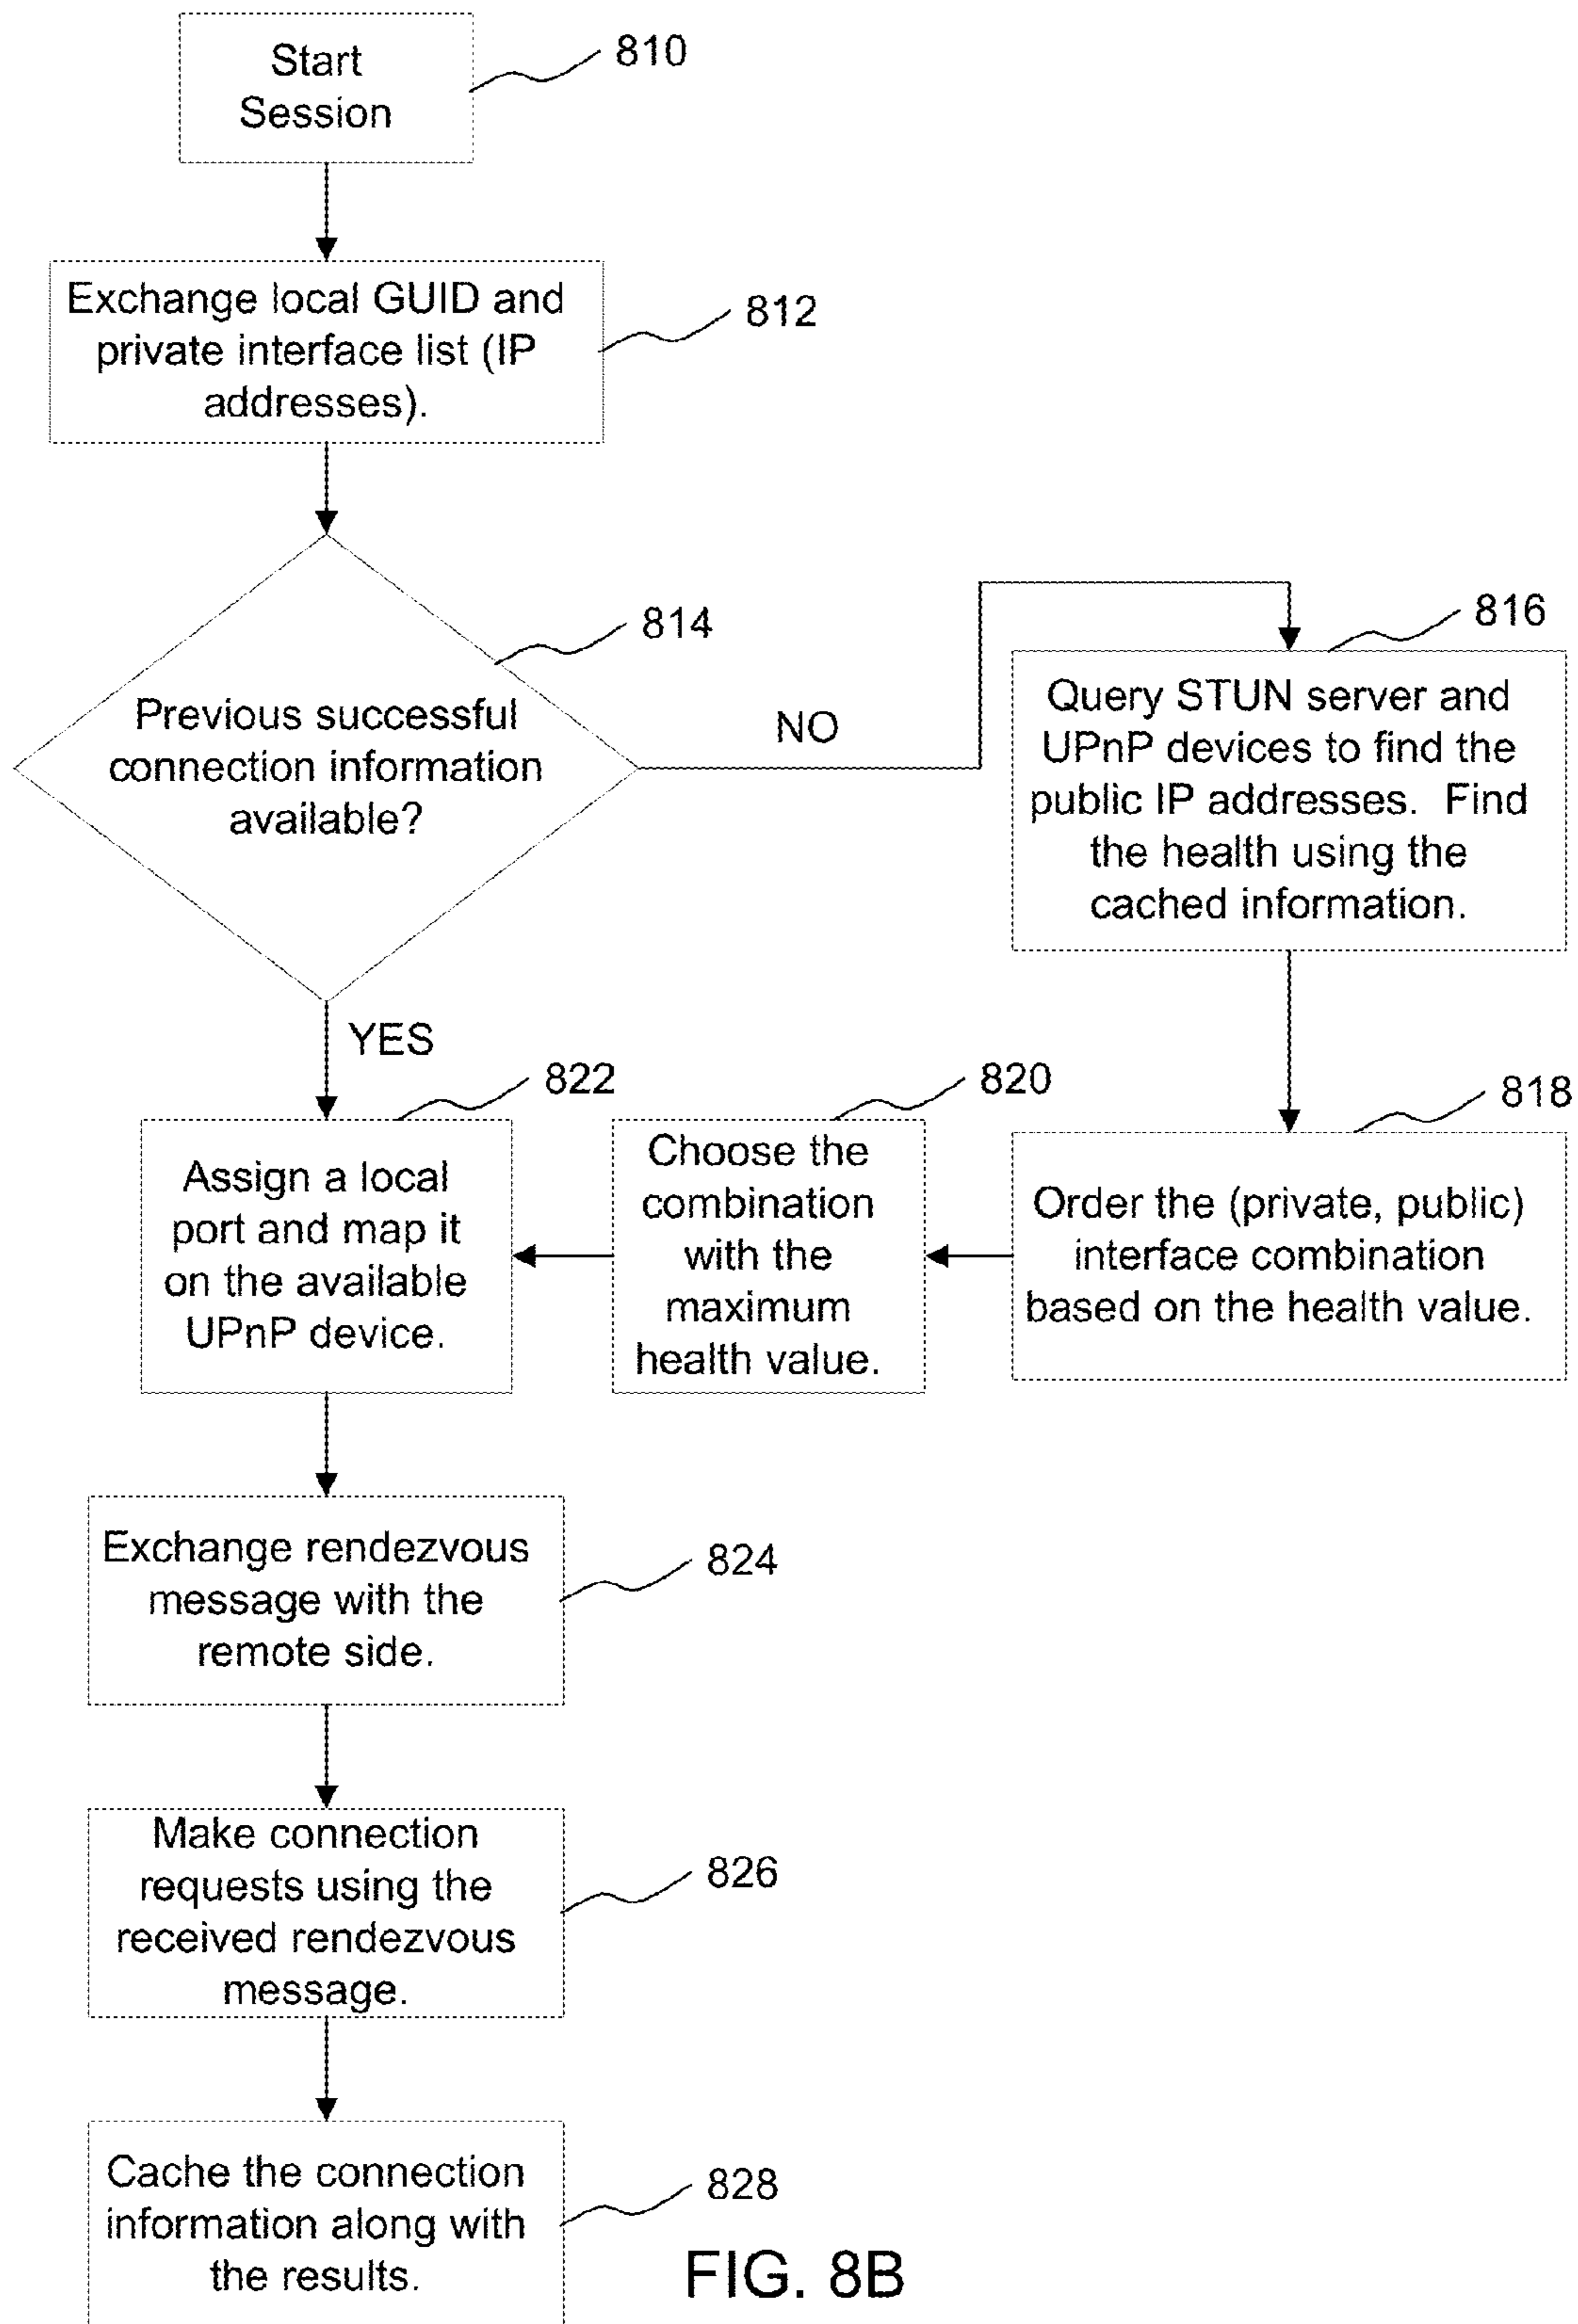 Start
Session
810
Exchange local GUID and
private interface list (IP
addresses).
812
Previous successful
connection information
available?
814
NO
YES
Query STUN server and
UPnP devices to find the
public IP addresses.  Find
the health using the
cached information.
816
Order the (private, public)
interface combination
based on the health value.
818
Choose the
combination
with the
maximum
health value.
820
Assign a local
port and map it
on the available
UPnP device.
822
Exchange rendezvous
message with the
remote side.
824
Make connection
requests using the
received rendezvous
message.
826
Cache the connection
information along with
the results.
828
FIG. 8B